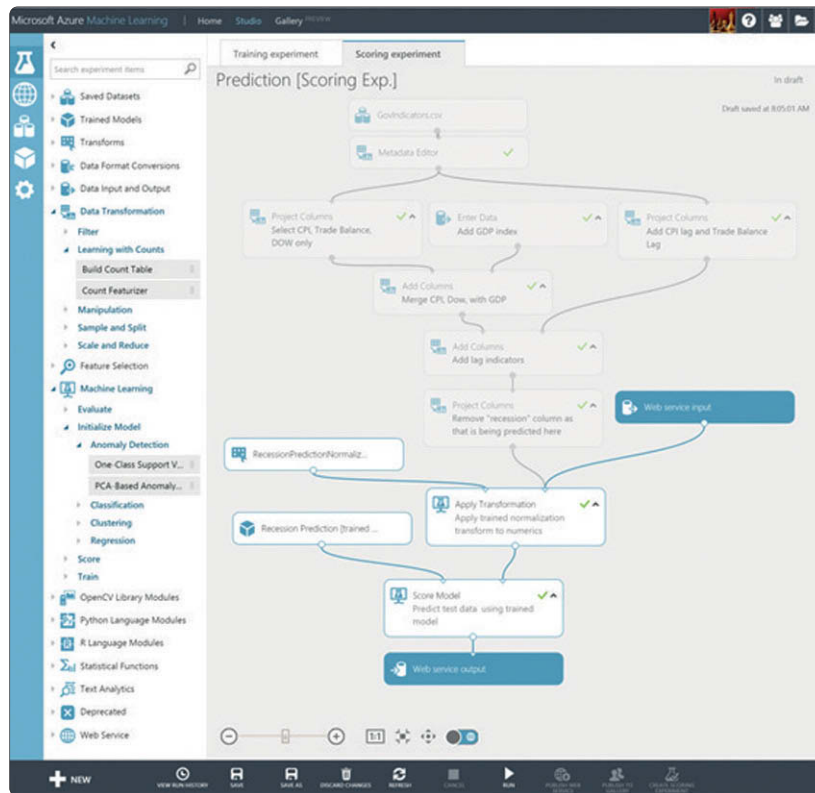 Microsoft Azure Machine Learning | Home Studio Gallery PREVIEW
Search experiment items
Saved Datasets
Trained Models
Transforms
Data Format Conversions
Data Input and Output
Data Transformation
Filter
Learning with Counts
Build Count Table
Count Featurizer
Manipulation
Sample and Split
Scale and Reduce
Feature Selection
Machine Learning
Evaluate
Initialize Model
Anomaly Detection
One-Class Support V...
PCA-Based Anomaly...
Classification
Clustering
Regression
Score
Train
OpenCV Library Modules
Python Language Modules
R Language Modules
Statistical Functions
Text Analytics
Deprecated
Web Service
Training experiment
Scoring experiment
Prediction [Scoring Exp.]
In draft
Draft saved at 8:05:01 AM
GovIndicators.csv
Metadata Editor
Project Columns
Select CPI, Trade Balance,
DOW only
Enter Data
Add GDP index
Project Columns
Add CPI lag and Trade Balance
Lag
Add Columns
Merge CPI, Dow, with GDP
Add Columns
Add lag indicators
Project Columns
Remove "recession" column as
that is being predicted here
Web service input
RecessionPredictionNormaliz...
Apply Transformation
Apply trained normalization
transform to numerics
Recession Prediction [trained ...
Score Model
Predict test data using trained
model
Web service output
1:1
NEW
VIEW RUN HISTORY
SAVE
SAVE AS
DISCARD CHANGES
REFRESH
CANCEL
RUN
PUBLISH WEB
SERVICE
PUBLISH TO
GALLERY
CREATE SCORING
EXPERIMENT